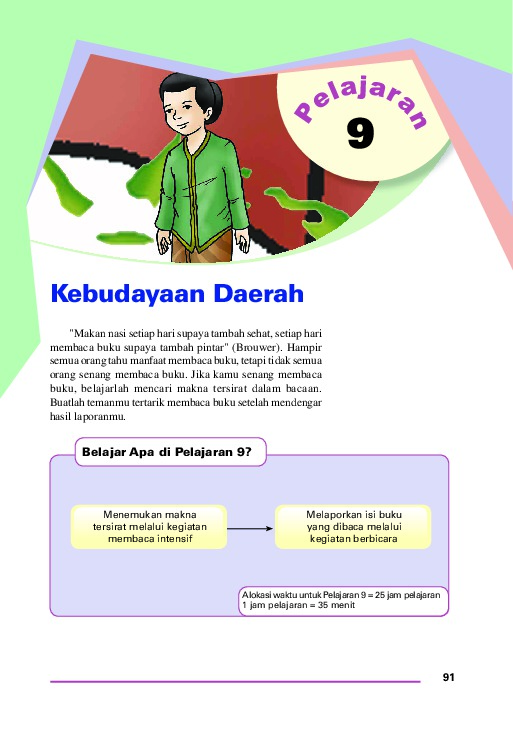 Pelajaran
9
Kebudayaan Daerah
"Makan nasi setiap hari supaya tambah sehat, setiap hari
membaca buku supaya tambah pintar" (Brouwer). Hampir
semua orang tahu manfaat membaca buku, tetapi tidak semua
orang senang membaca buku. Jika kamu senang membaca
buku, belajarlah mencari makna tersirat dalam bacaan.
Buatlah temanmu tertarik membaca buku setelah mendengar
hasil laporanmu.
Belajar Apa di Pelajaran 9?
Menemukan makna
tersirat melalui kegiatan
membaca intensif
Melaporkan isi buku
yang dibaca melalui
kegiatan berbicara
Alokasi waktu untuk Pelajaran 9 = 25 jam pelajaran
1 jam pelajaran = 35 menit
91